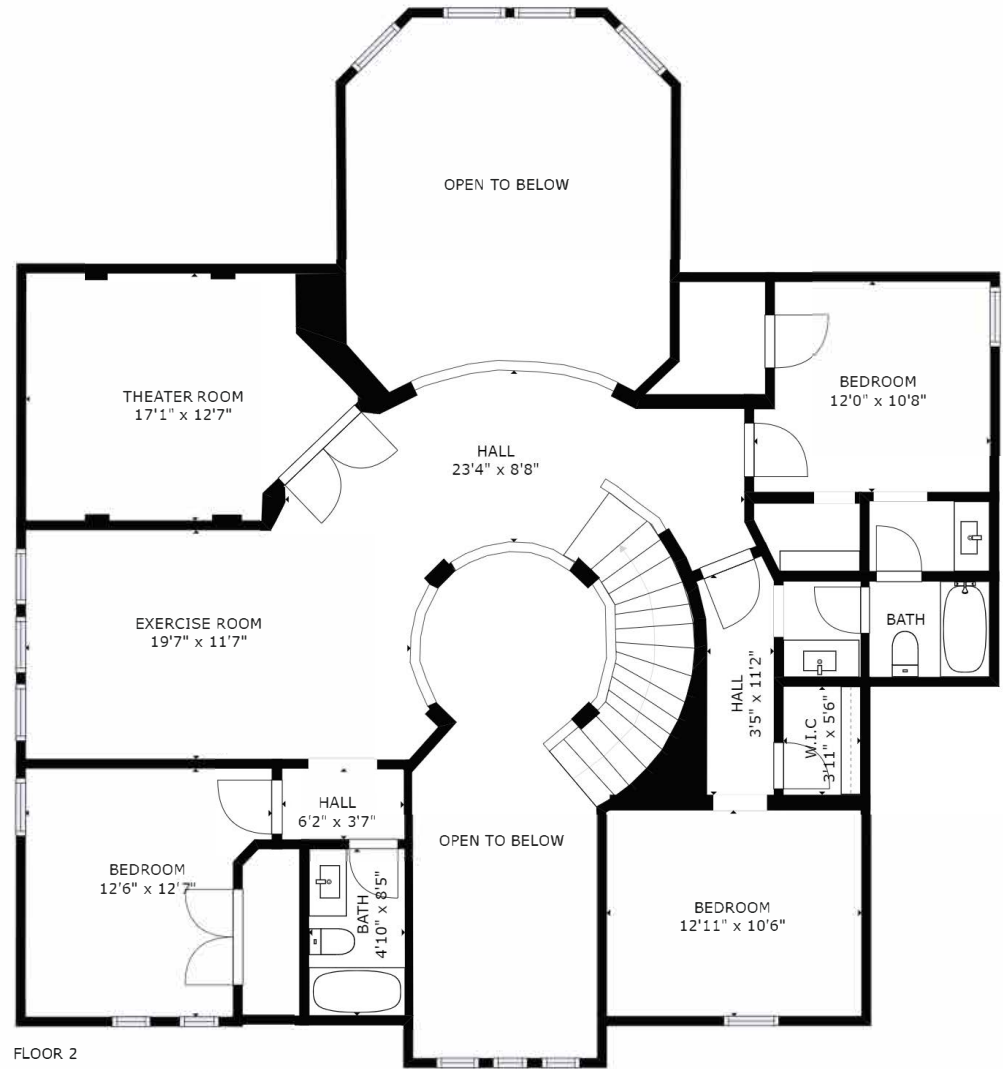 OPEN TO BELOW
THEATER ROOM
17'1" x 12'7"
BEDROOM
12'0" x 10'8"
HALL
23'4" x 8'8"
EXERCISE ROOM
19'7" x 11'7"
BATH
HALL
3'5" x 11'2"
W.I.C
3'11" x 5'6"
HALL
6'2" x 3'7"
OPEN TO BELOW
BEDROOM
12'6" x 12'7"
BATH
4'10" x 8'5"
BEDROOM
12'11" x 10'6"
FLOOR 2